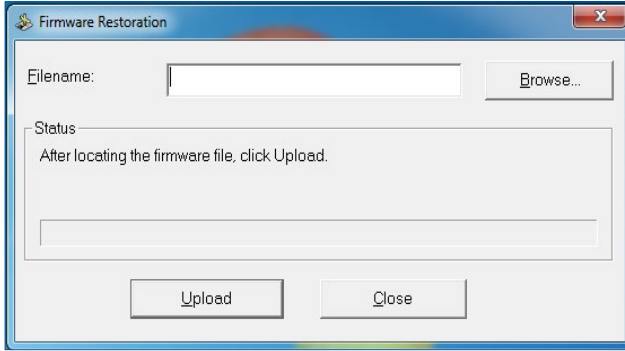 Firmware Restoration
Filename:
Browse...
Status
After locating the firmware file, click Upload.
Upload
Close